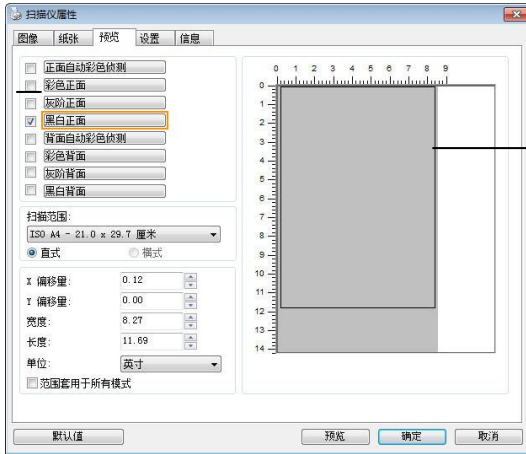 扫描仪属性
图像 纸张 预览 设置 信息
正面自动彩色侦测
彩色正面
灰阶正面
黑白正面
背面自动彩色侦测
彩色背面
灰阶背面
黑白背面
扫描范围:
ISO A4 - 21.0 x 29.7 厘米
直式 横式
X 偏移量: 0.12
Y 偏移量: 0.00
宽度: 8.27
长度: 11.69
单位: 英寸
范围套用于所有模式
0 1 2 3 4 5 6 7 8 9
0
1
2
3
4
5
6
7
8
9
10
11
12
13
14
默认值 预览 确定 取消